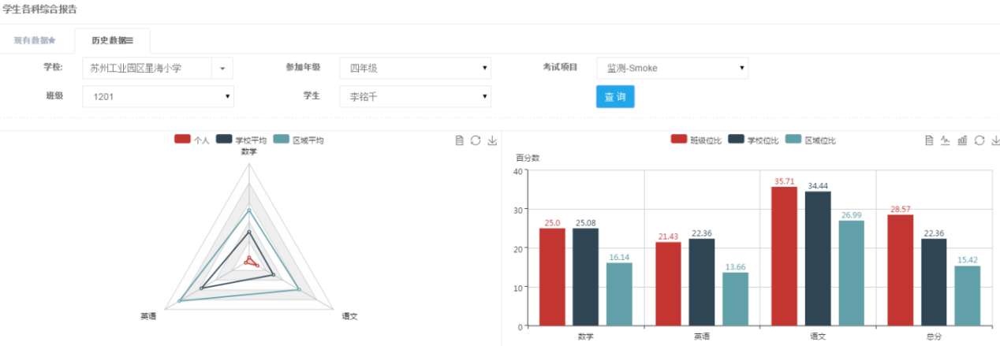 学生各科综合报告
现有数据
历史数据
学校: 苏州工业园区星海小学 参加年级 四年级 考试项目 监测-Smoke
班级 1201 学生 李铭千 查 询
个人 学校平均 区域平均
数学
英语 语文
班级位比 学校位比 区域位比
百分数
40
30
20
10
0
25.0 25.08 16.14
21.43 22.36 13.66
35.71 34.44 26.99
28.57 22.36 15.42
数学 英语 语文 总分